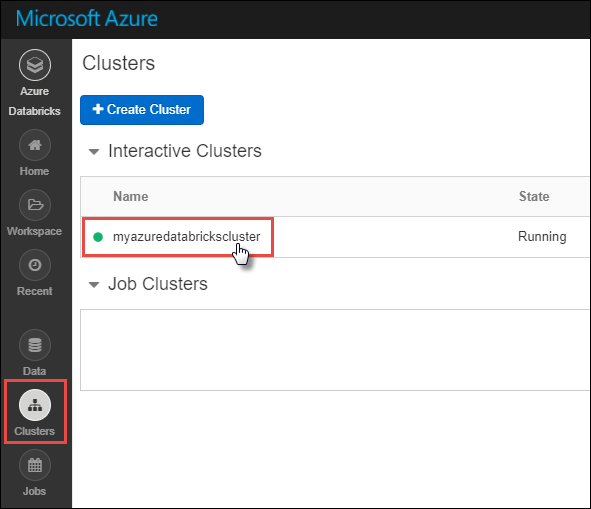 Microsoft Azure
Azure
Databricks
Home
Workspace
Recent
Data
Clusters
Jobs
Clusters
+ Create Cluster
Interactive Clusters
Name State
myazuredatabrickscluster Running
Job Clusters